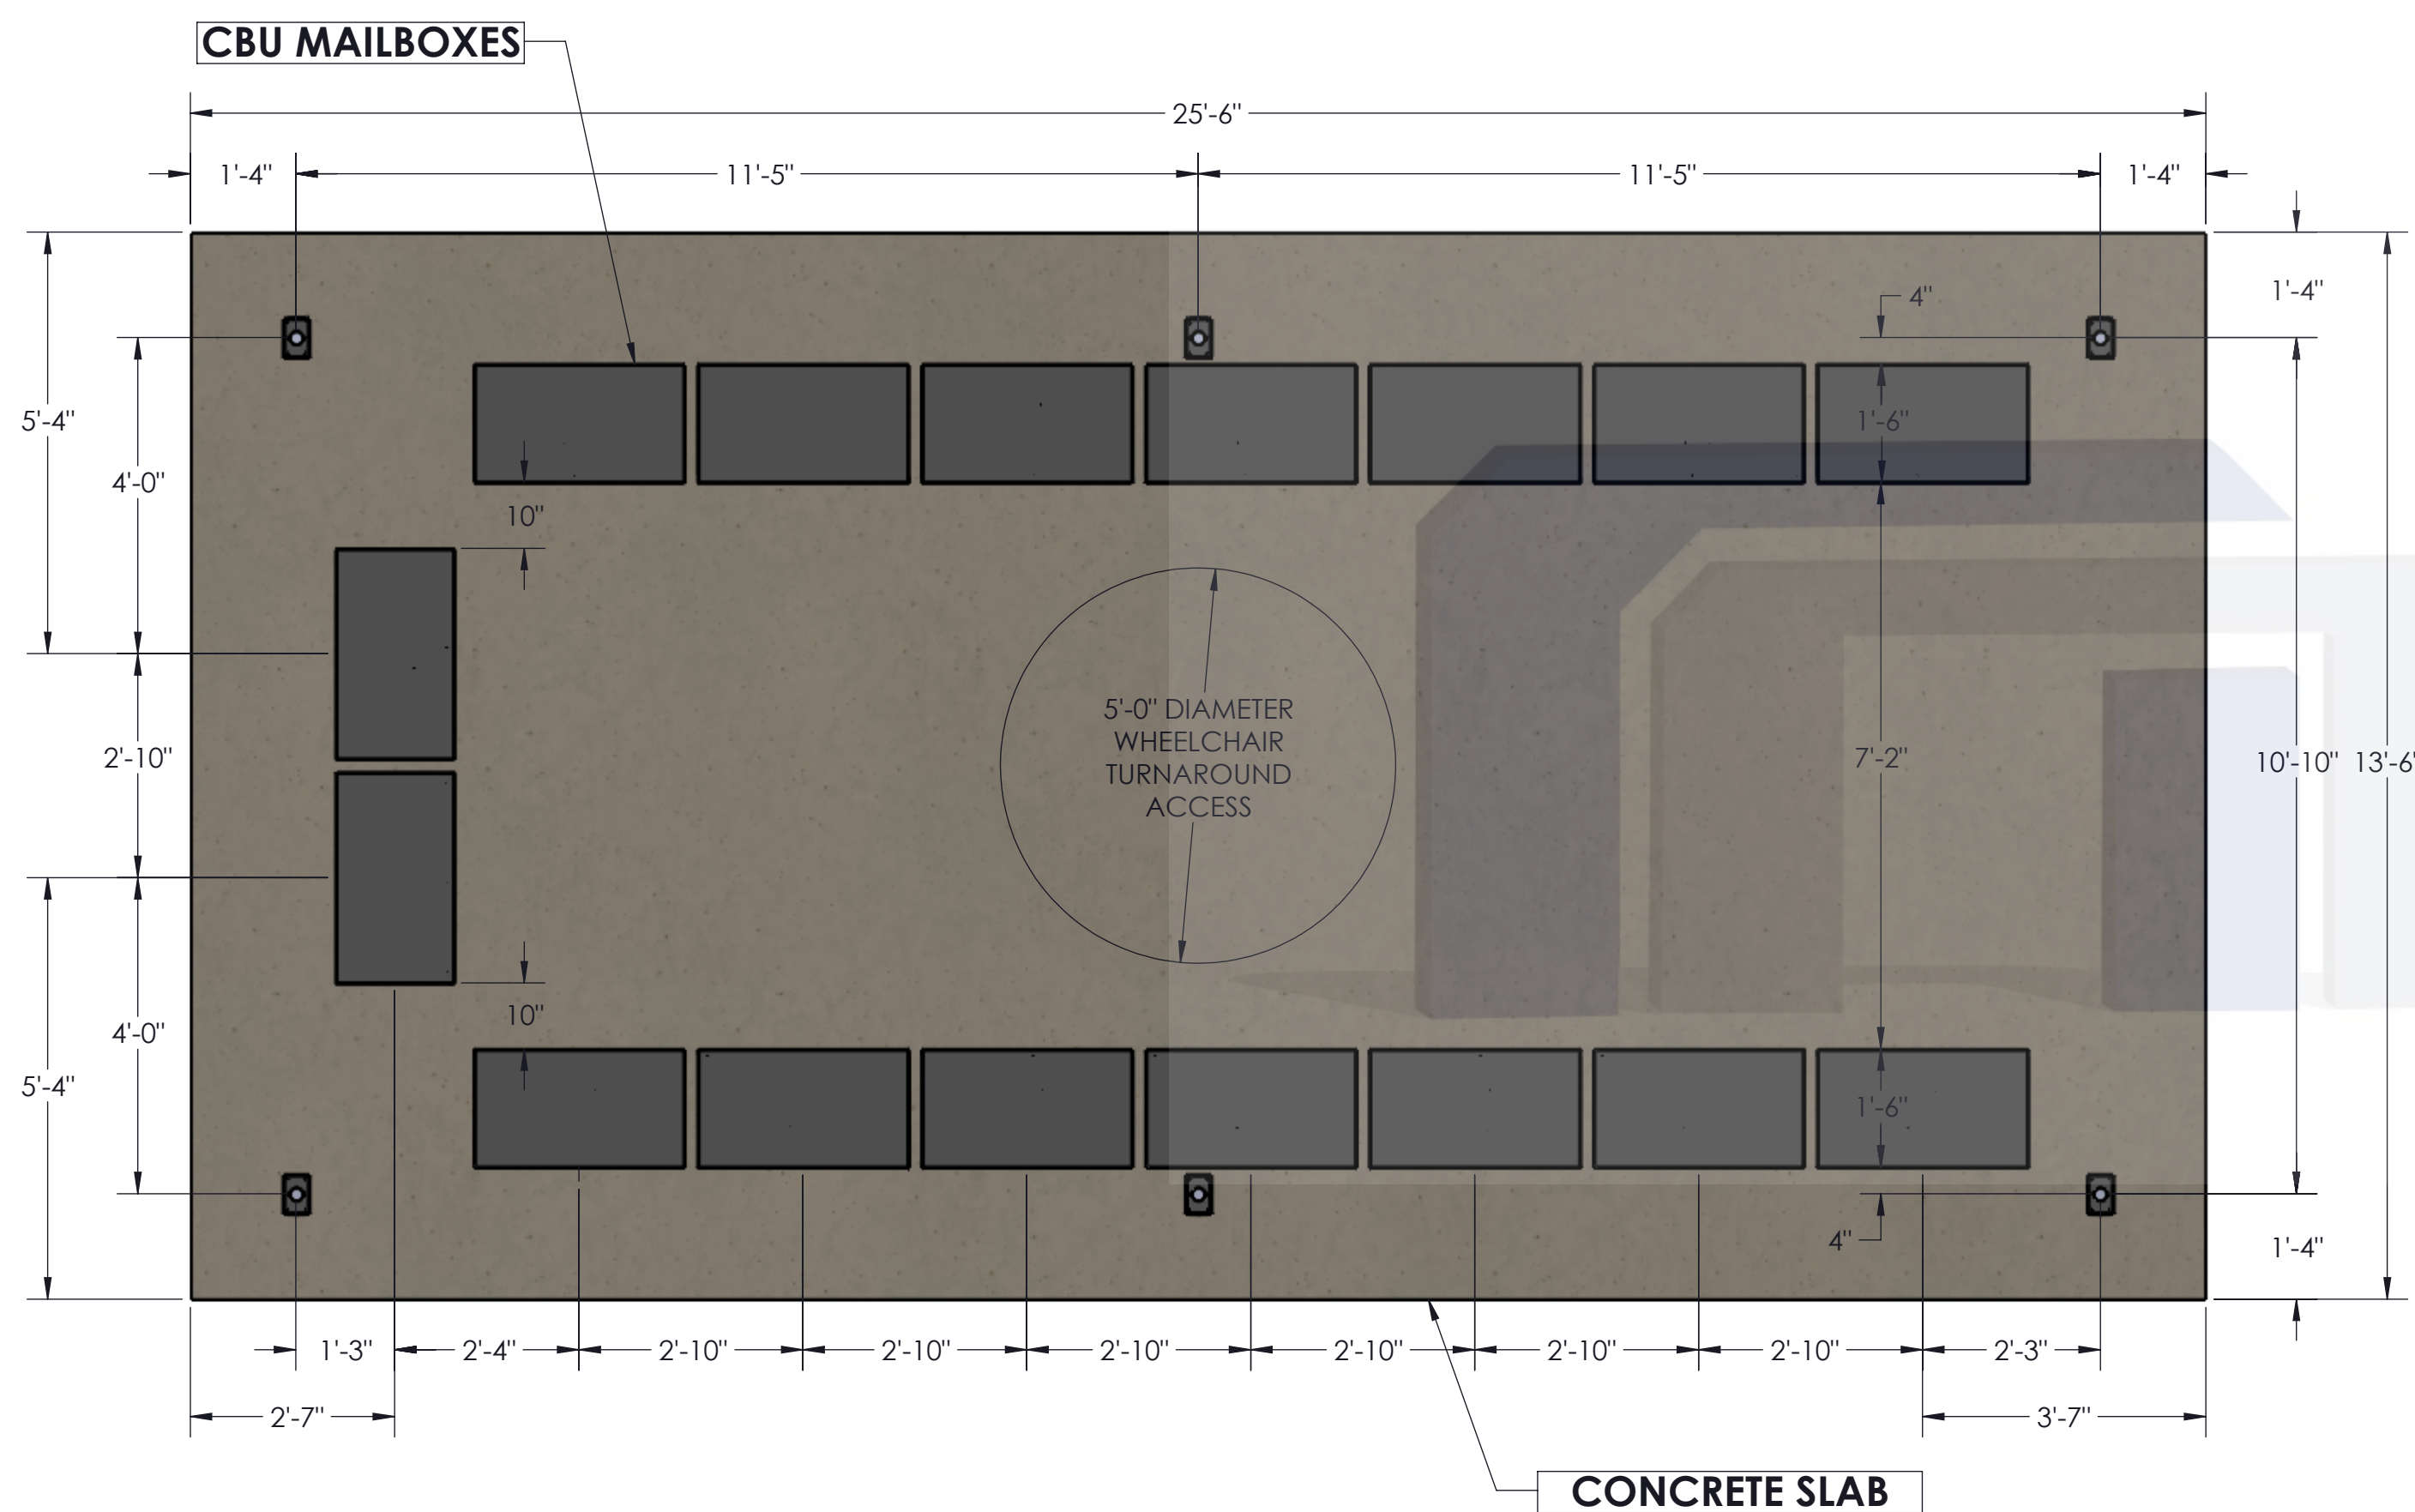 CBU MAILBOXES
25'-6"
1'-4" 11'-5" 11'-5" 1'-4"
4" 1'-4"
5'-4" 1'-6"
4'-0"
10"
5'-0" DIAMETER
WHEELCHAIR
TURNAROUND
ACCESS
2'-10" 7'-2" 10'-10" 13'-6"
10"
4'-0"
5'-4" 1'-6"
4" 1'-4"
1'-3" 2'-4" 2'-10" 2'-10" 2'-10" 2'-10" 2'-10" 2'-10" 2'-3"
2'-7" 3'-7"
CONCRETE SLAB